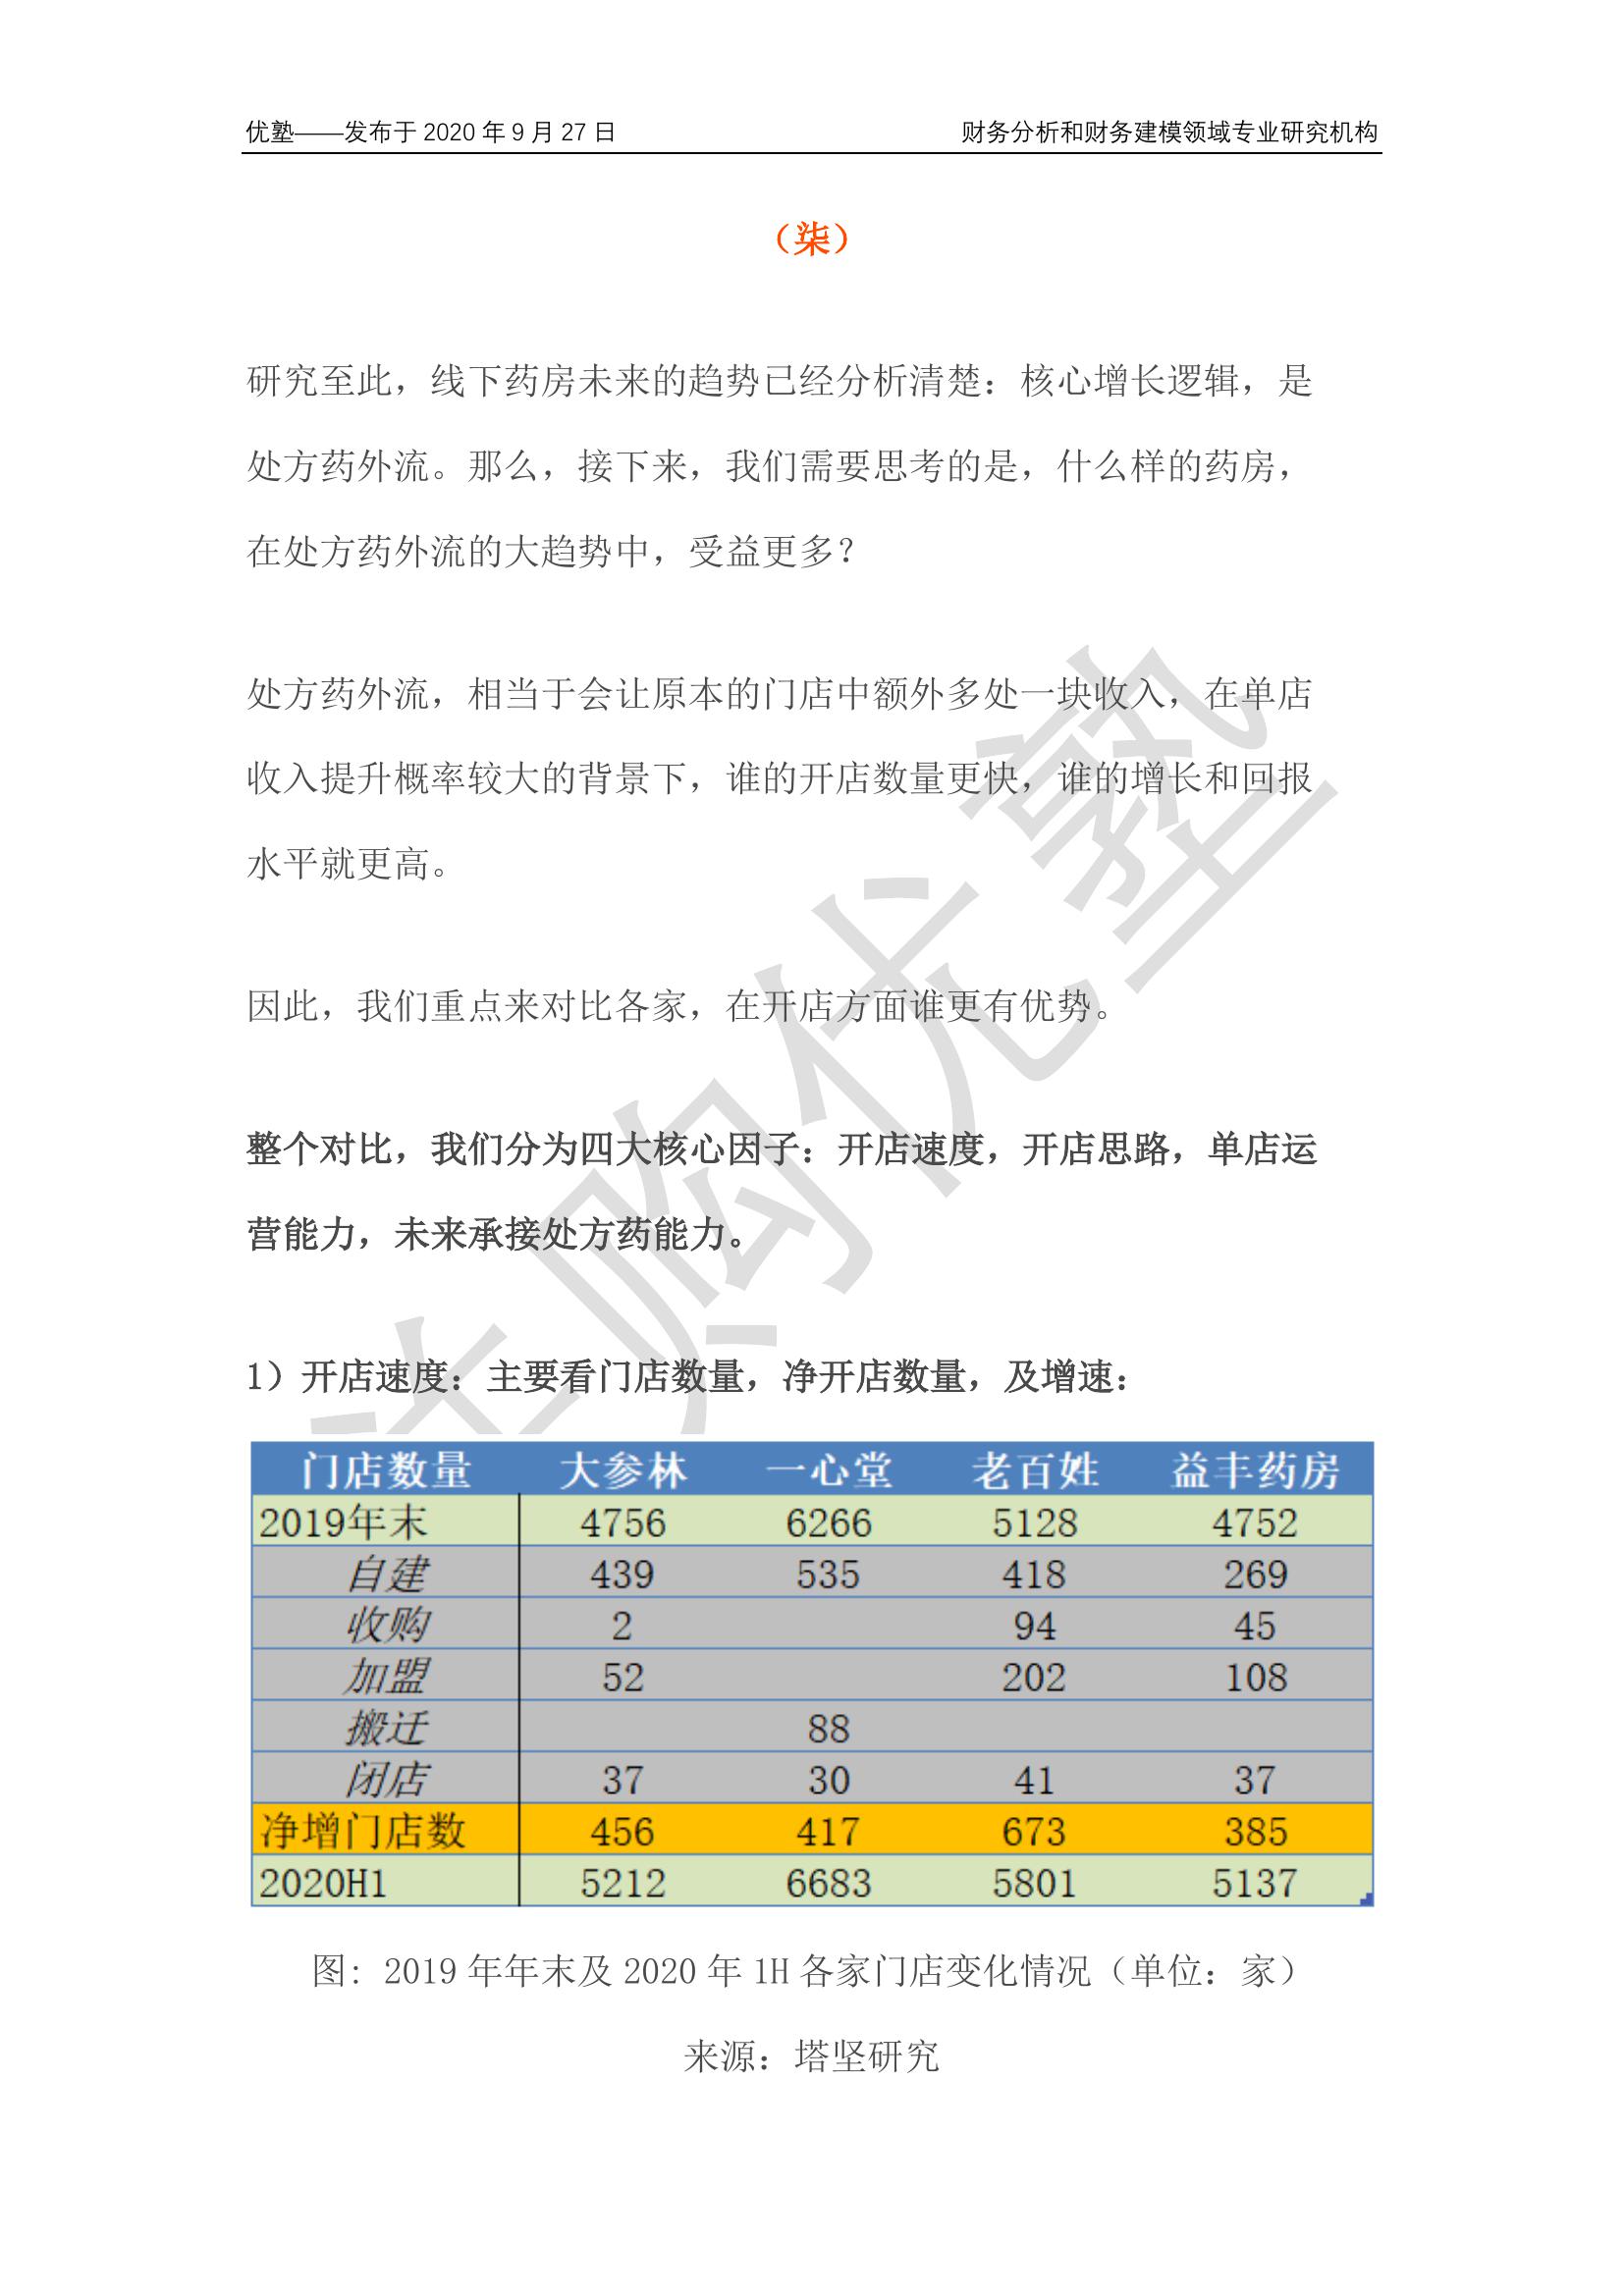 优塾——发布于 2020 年 9 月 27 日 财务分析和财务建模领域专业研究机构
（柒）
研究至此，线下药房未来的趋势已经分析清楚：核心增长逻辑，是
处方药外流。那么，接下来，我们需要思考的是，什么样的药房，
在处方药外流的大趋势中，受益更多？
处方药外流，相当于会让原本的门店中额外多处一块收入，在单店
收入提升概率较大的背景下，谁的开店数量更快，谁的增长和回报
水平就更高。
因此，我们重点来对比各家，在开店方面谁更有优势。
整个对比，我们分为四大核心因子：开店速度，开店思路，单店运
营能力，未来承接处方药能力。
1）开店速度：主要看门店数量，净开店数量，及增速：
门店数量 大参林 一心堂 老百姓 益丰药房
2019年末 4756 6266 5128 4752
自建 439 535 418 269
收购 2 94 45
加盟 52 202 108
搬迁 88
闭店 37 30 41 37
净增门店数 456 417 673 385
2020H1 5212 6683 5801 5137
图：2019 年年末及 2020 年 1H 各家门店变化情况（单位：家）
来源：塔坚研究
购优塾